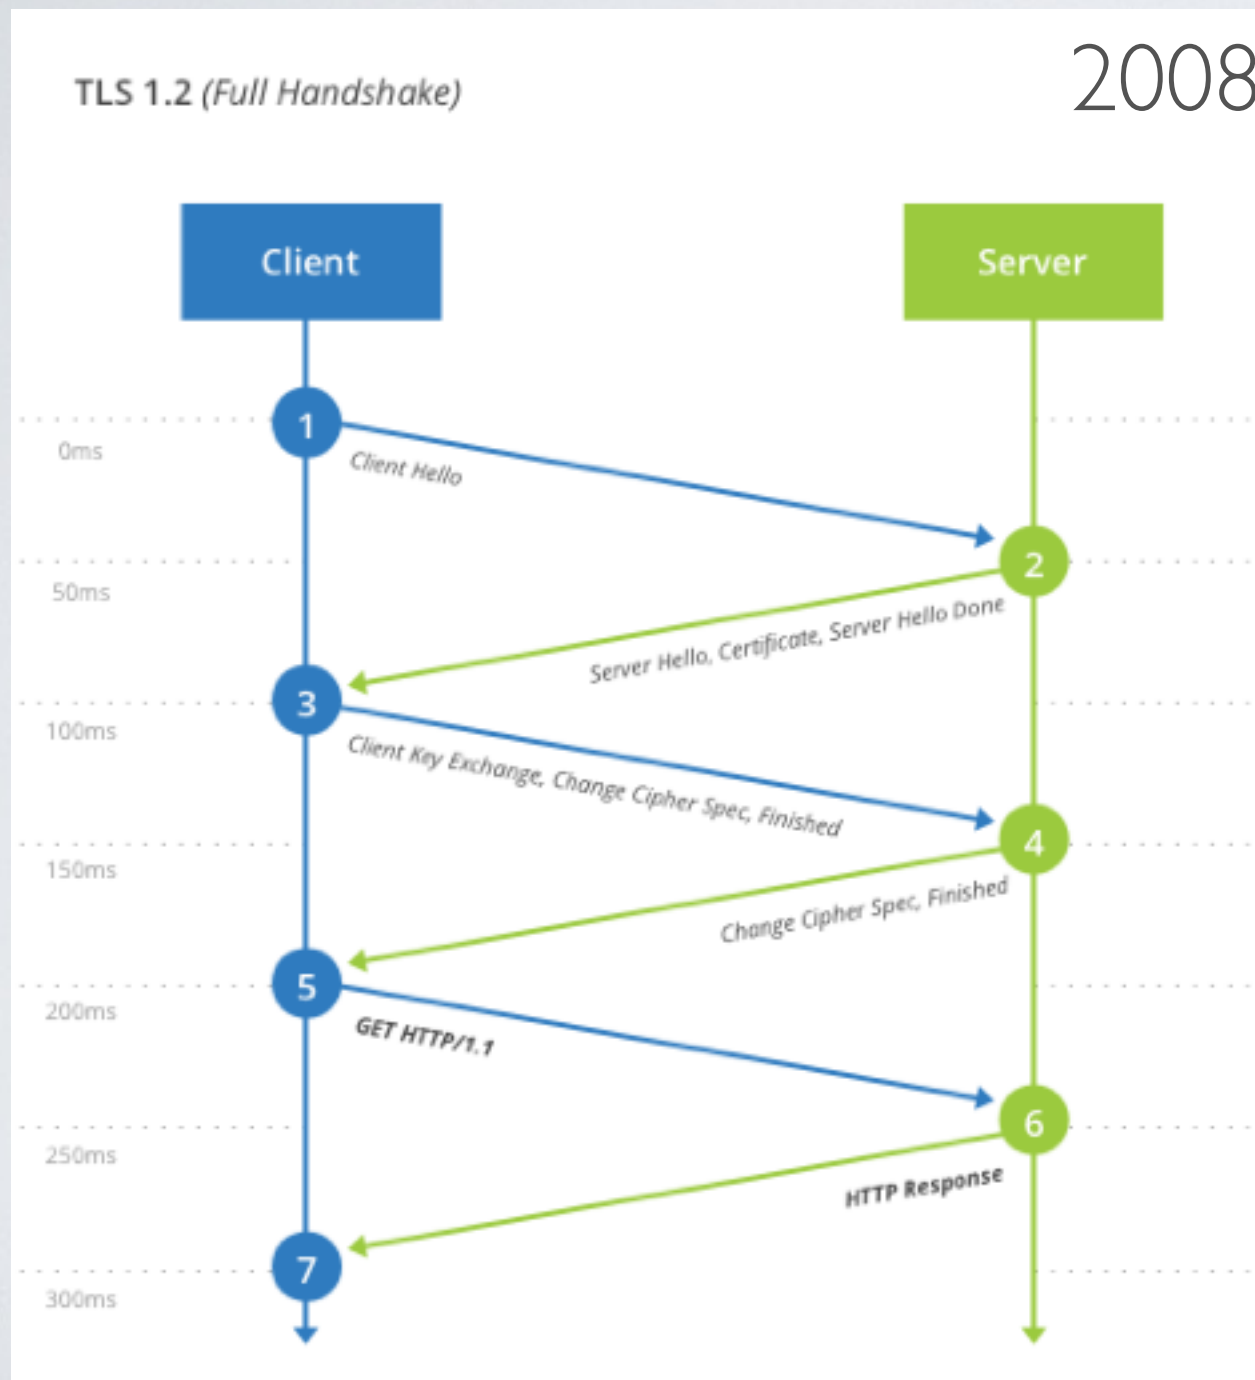 TLS 1.2 (Full Handshake)
2008
Client
Server
1
0ms
Client Hello
2
50ms
Server Hello, Certificate, Server Hello Done
3
100ms
Client Key Exchange, Change Cipher Spec, Finished
4
150ms
Change Cipher Spec, Finished
5
200ms
GET HTTP/1.1
6
250ms
HTTP Response
7
300ms